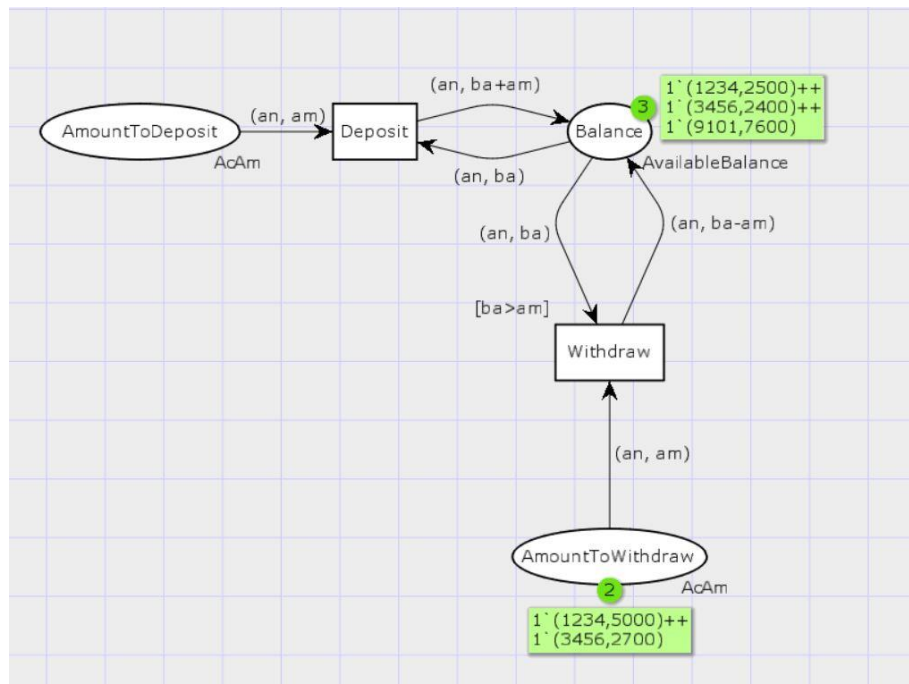 (an, ba+am)
3
1`(1234,2500)++
1`(3456,2400)++
1`(9101,7600)
(an, am)
AmountToDeposit
Deposit
Balance
AcAm
AvailableBalance
(an, ba)
(an, ba)
(an, ba-am)
[ba>am]
Withdraw
(an, am)
AmountToWithdraw
2
AcAm
1`(1234,5000)++
1`(3456,2700)